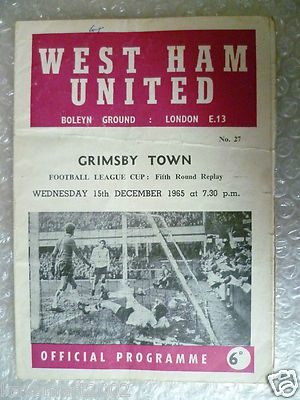 WEST HAM
UNITED
BOLEYN GROUND : LONDON E.13
No. 27
GRIMSBY TOWN
FOOTBALL LEAGUE CUP: Fifth Round Replay
WEDNESDAY 15th DECEMBER 1965 at 7.30 p.m.
OFFICIAL PROGRAMME 6D